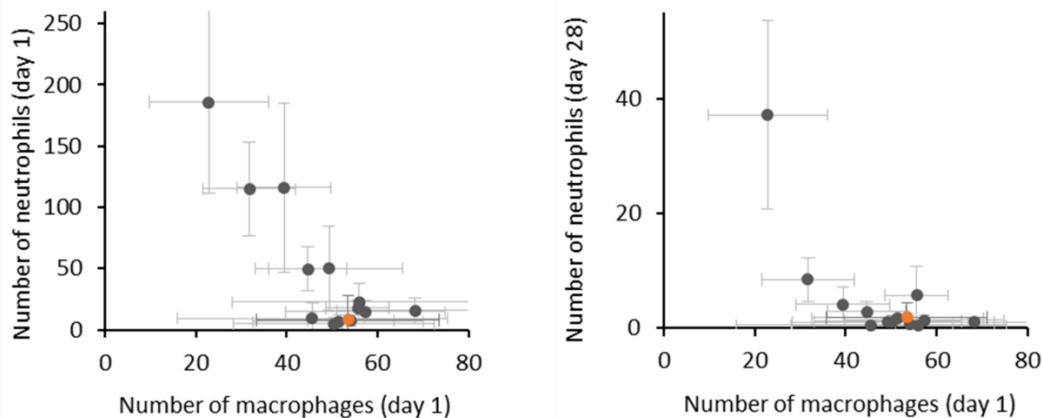 Number of neutrophils (day 1)
250
200
150
100
50
0
0 20 40 60 80
Number of macrophages (day 1)
Number of neutrophils (day 28)
40
20
0
0 20 40 60 80
Number of macrophages (day 1)